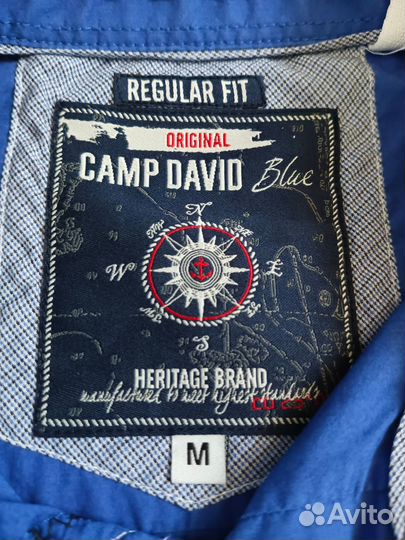 REGULAR FIT
ORIGINAL
CAMP DAVID Blue
N
W
E
S
HERITAGE BRAND
manufactured to meet highest standards
M
Avito